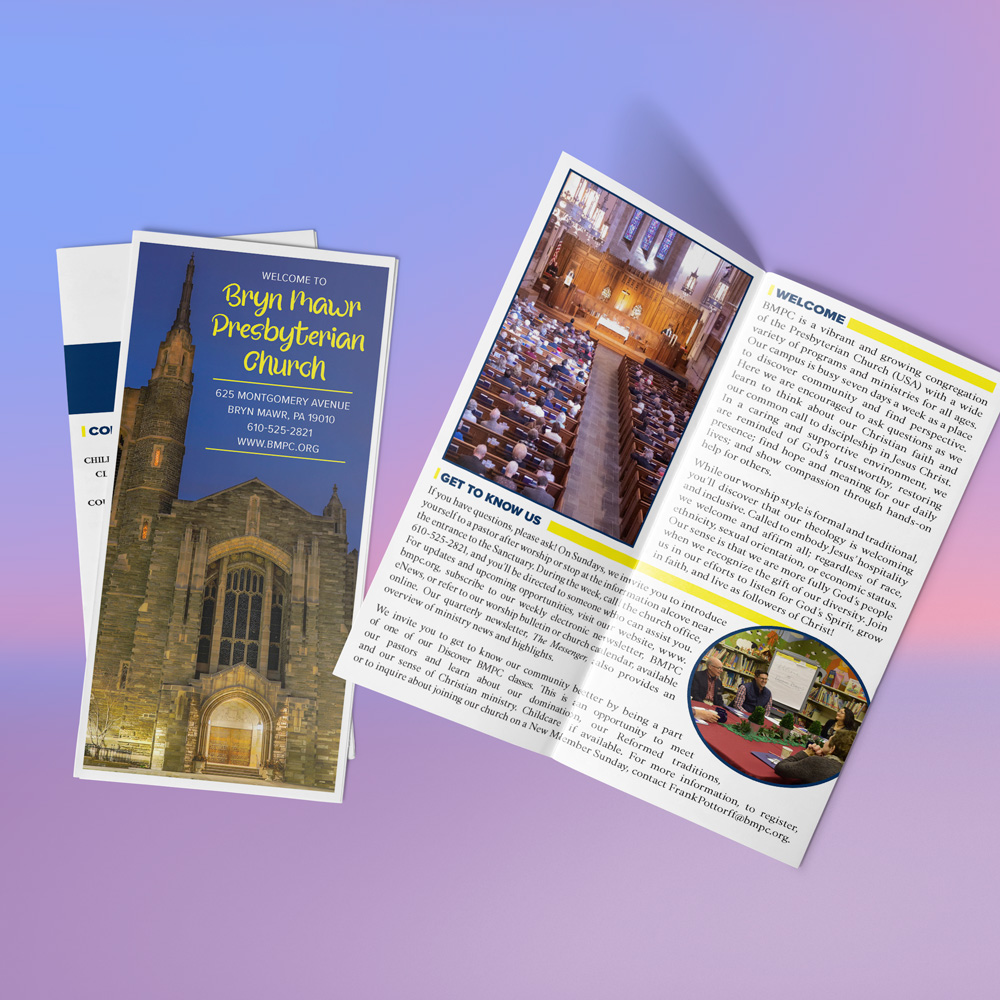 WELCOME TO
Bryn Mawr
Presbyterian
Church
625 MONTGOMERY AVENUE
BRYN MAWR, PA 19010
610-525-2821
WWW.BMPC.ORG
GET TO KNOW US
If you have questions, please ask! On Sundays, we invite you to introduce
yourself to a pastor after worship or stop at the information alcove near
the entrance to the Sanctuary. During the week, call the church office,
610-525-2821, and you'll be directed to someone who can assist you.
For updates and upcoming opportunities, visit our website, www.
bmpc.org, subscribe to our weekly electronic newsletter, BMPC
eNews, or refer to our worship bulletin or church calendar, available
online. Our quarterly newsletter, The Messenger, also provides an
overview of ministry news and highlights.
We invite you to get to know our community better by being a part
of one of our Discover BMPC classes. This is an opportunity to meet
our pastors and learn about our domination, our Reformed traditions,
and our sense of Christian ministry. Childcare if available. For more information, to register,
or to inquire about joining our church on a New Member Sunday, contact FrankPottorff@bmpc.org.
WELCOME
BMPC is a vibrant and growing congregation
of the Presbyterian Church (USA) with a wide
variety of programs and ministries for all ages.
Our campus is busy seven days a week as a place
to discover community and find perspective.
Here we are encouraged to ask questions as we
learn to think about our Christian faith and
our common call to discipleship in Jesus Christ.
In a caring and supportive environment, we
are reminded of God's trustworthy, restoring
presence; find hope and meaning for our daily
lives; and show compassion through hands-on
help for others.
While our worship style is formal and traditional,
you'll discover that our theology is welcoming
and inclusive. Called to embody Jesus' hospitality
we welcome and affirm all; regardless of race,
ethnicity, sexual orientation, or economic status.
Our sense is that we are more fully God's people
when we recognize the gift of our diversity. Join
us in our efforts to listen for God's Spirit, grow
in faith, and live as followers of Christ!